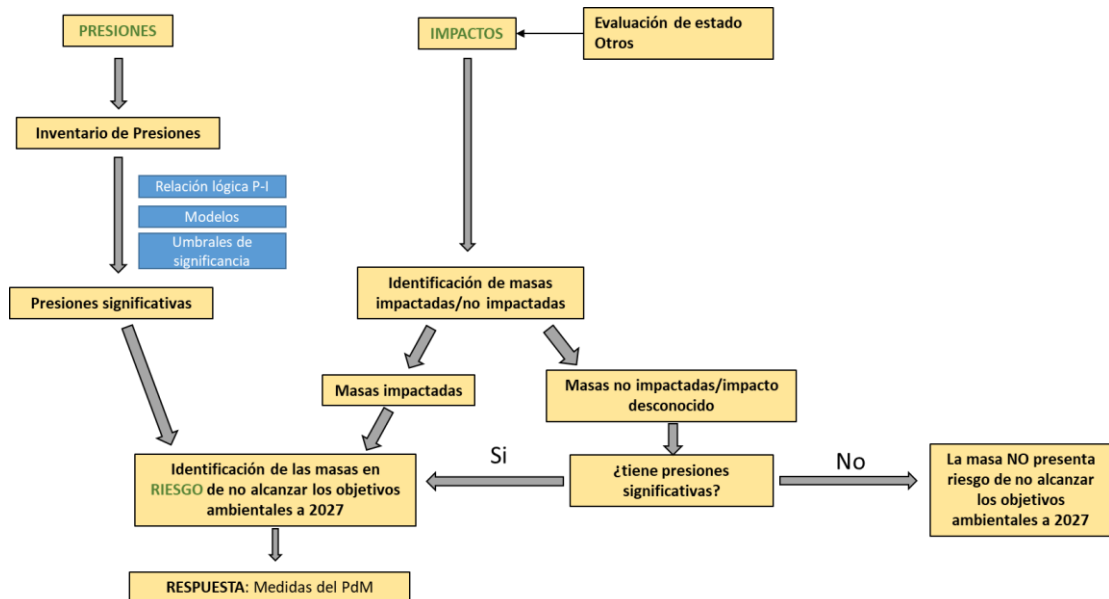 PRESIONES
IMPACTOS
Evaluación de estado
Otros
Inventario de Presiones
Relación lógica P-I
Modelos
Umbrales de
significancia
Presiones significativas
Identificación de masas
impactadas/no impactadas
Masas impactadas
Masas no impactadas/impacto
desconocido
Identificación de las masas en
RIESGO de no alcanzar los objetivos
ambientales a 2027
Si
¿tiene presiones
significativas?
No
La masa NO presenta
riesgo de no alcanzar
los objetivos
ambientales a 2027
RESPUESTA: Medidas del PdM